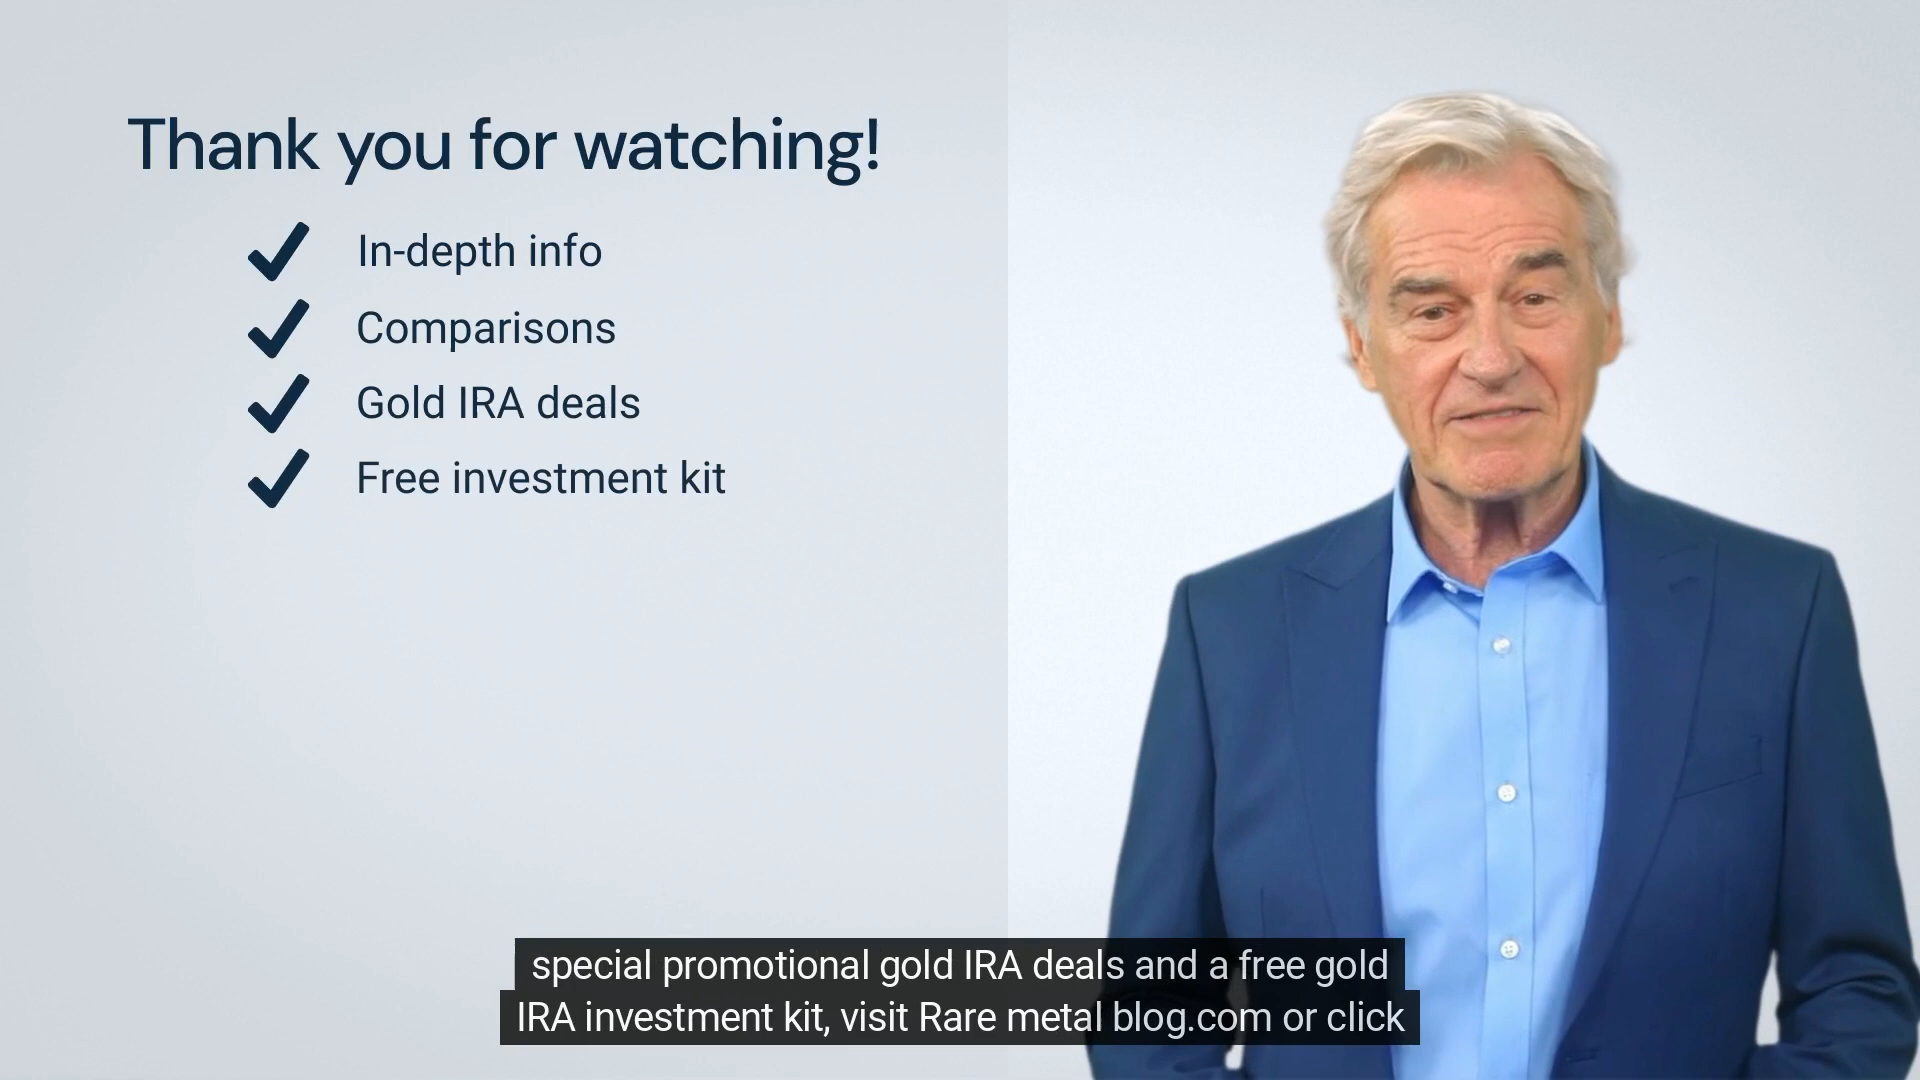 Thank you for watching!
In-depth info
Comparisons
Gold IRA deals
Free investment kit
special promotional gold IRA deals and a free gold
IRA investment kit, visit Rare metal blog.com or click